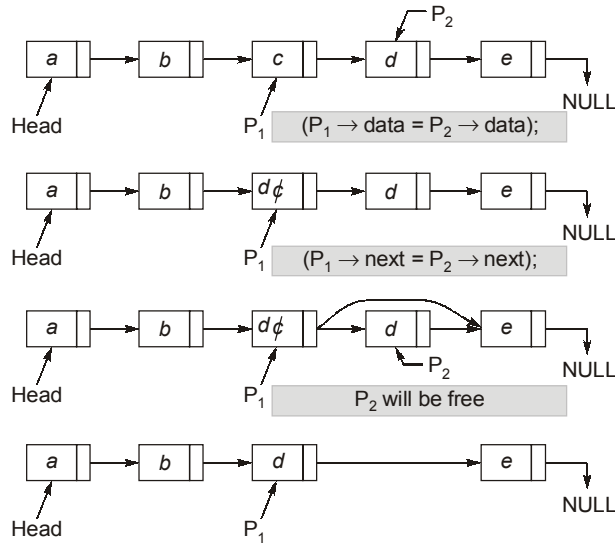 P₂
a b c d e
NULL
Head P₁ (P₁ → data = P₂ → data);
a b d ȼ d e
NULL
Head P₁ (P₁ → next = P₂ → next);
a b d ȼ d e
P₂ NULL
Head P₁ P₂ will be free
a b d e
NULL
Head P₁